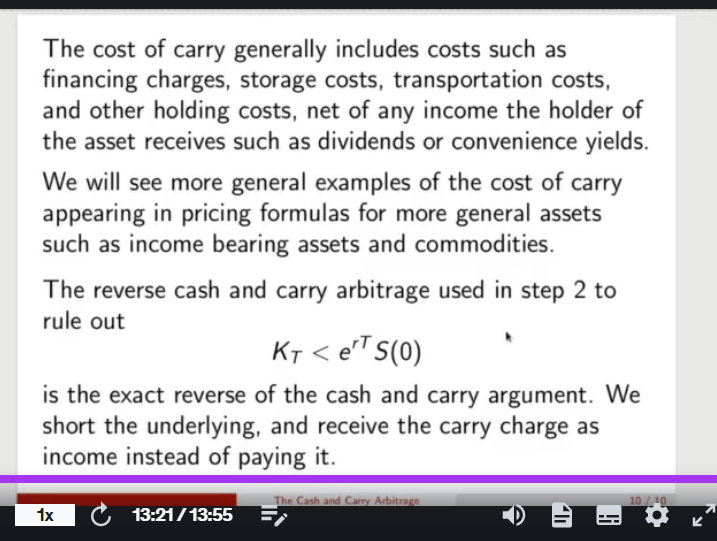 The cost of carry generally includes costs such as
financing charges, storage costs, transportation costs,
and other holding costs, net of any income the holder of
the asset receives such as dividends or convenience yields.
We will see more general examples of the cost of carry
appearing in pricing formulas for more general assets
such as income bearing assets and commodities.
The reverse cash and carry arbitrage used in step 2 to
rule out
K_T < e^{rT} S(0)
is the exact reverse of the cash and carry argument. We
short the underlying, and receive the carry charge as
income instead of paying it.
The Cash and Carry Arbitrage 10 / 10
1x 13:21 / 13:55